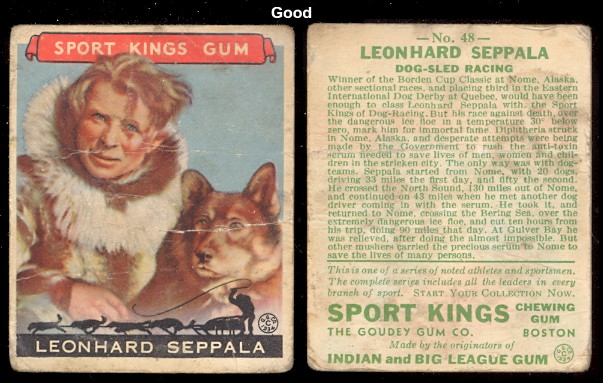 Good
SPORT KINGS GUM
LEONHARD SEPPALA
—No. 48—
LEONHARD SEPPALA
DOG-SLED RACING
Winner of the Borden Cup Classic at Nome, Alaska,
other sectional races, and placing third in the Eastern
International Dog Derby at Quebec, would have been
enough to class Leonhard Seppala with the Sport
Kings of Dog-Racing. But his race against death, over
the dangerous ice floe in a temperature 30° below
zero, mark him for immortal fame. Diphtheria struck
in Nome, Alaska, and desperate attempts were being
made by the Government to rush the anti-toxin
serum needed to save lives of men, women and chil-
dren in the stricken city. The only way was with dog-
teams. Seppala started from Nome, with 20 dogs,
driving 33 miles the first day, and fifty the second.
He crossed the North Sound, 130 miles out of Nome,
and continued on 43 miles when he met another dog
driver coming in with the serum. He took it, and
returned to Nome, crossing the Bering Sea, over the
extremely dangerous ice floe, and cut ten hours from
his trip, doing 90 miles that day. At Gulver Bay he
was relieved, after doing the almost impossible. But
other mushers carried the precious serum to Nome to
save the lives of many persons.
This is one of a series of noted athletes and sportsmen.
The complete series includes all the leaders in every
branch of sport. START YOUR COLLECTION NOW.
SPORT KINGS CHEWING GUM
THE GOUDEY GUM CO. BOSTON
Made by the originators of
INDIAN and BIG LEAGUE GUM